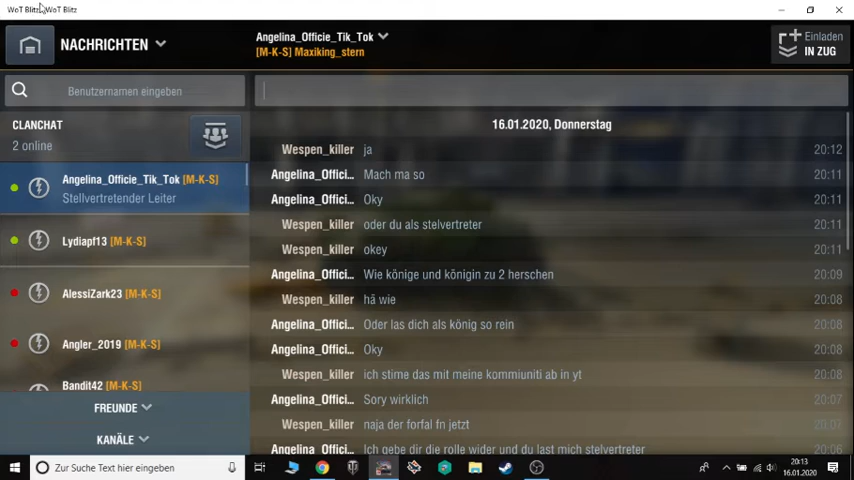 WoT Blitz: WoT Blitz
NACHRICHTEN
Angelina_Officie_Tik_Tok
[M-K-S] Maxiking_stern
Einladen
IN ZUG
Benutzernamen eingeben
CLANCHAT
2 online
Angelina_Officie_Tik_Tok [M-K-S]
Stellvertretender Leiter
Lydiapf13 [M-K-S]
AlessiZark23 [M-K-S]
Angler_2019 [M-K-S]
Bandit42 [M-K-S]
FREUNDE
KANÄLE
16.01.2020, Donnerstag
Wespen_killer ja 20:12
Angelina_Offici... Mach ma so 20:11
Angelina_Offici... Oky 20:11
Wespen_killer oder du als stelvertreter 20:11
Wespen_killer okey 20:11
Angelina_Offici... Wie könige und königin zu 2 herschen 20:09
Wespen_killer hä wie 20:08
Angelina_Offici... Oder las dich als könig so rein 20:08
Angelina_Offici... Oky 20:08
Wespen_killer ich stime das mit meine kommiuniti ab in yt 20:08
Angelina_Offici... Sory wirklich 20:07
Wespen_killer naja der forfal fn jetzt 20:07
Angelina_Offici... Ich gebe dir die rolle wider und du last mich stelvertreter 20:06
Zur Suche Text hier eingeben
20:13
16.01.2020